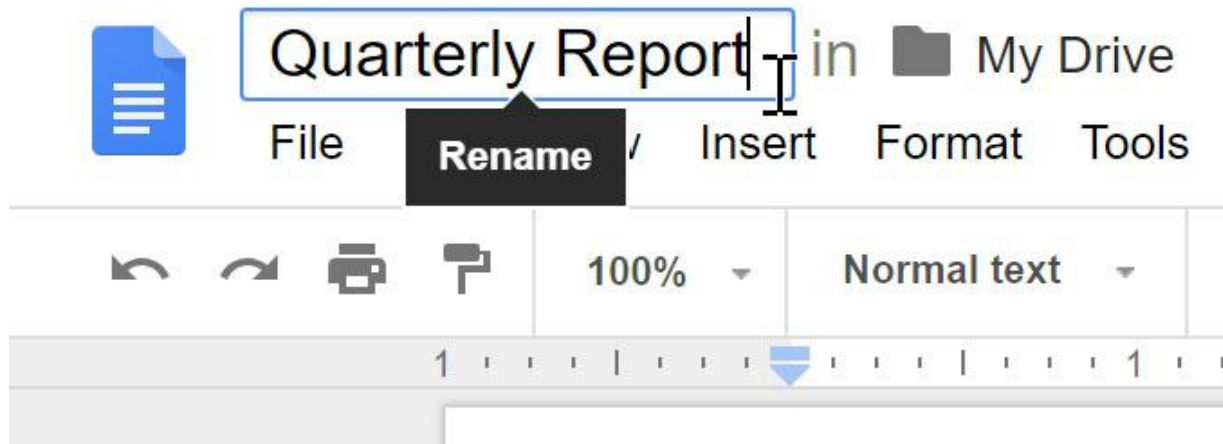 Quarterly Report in My Drive
File Insert Format Tools
Rename
100% Normal text
1 1